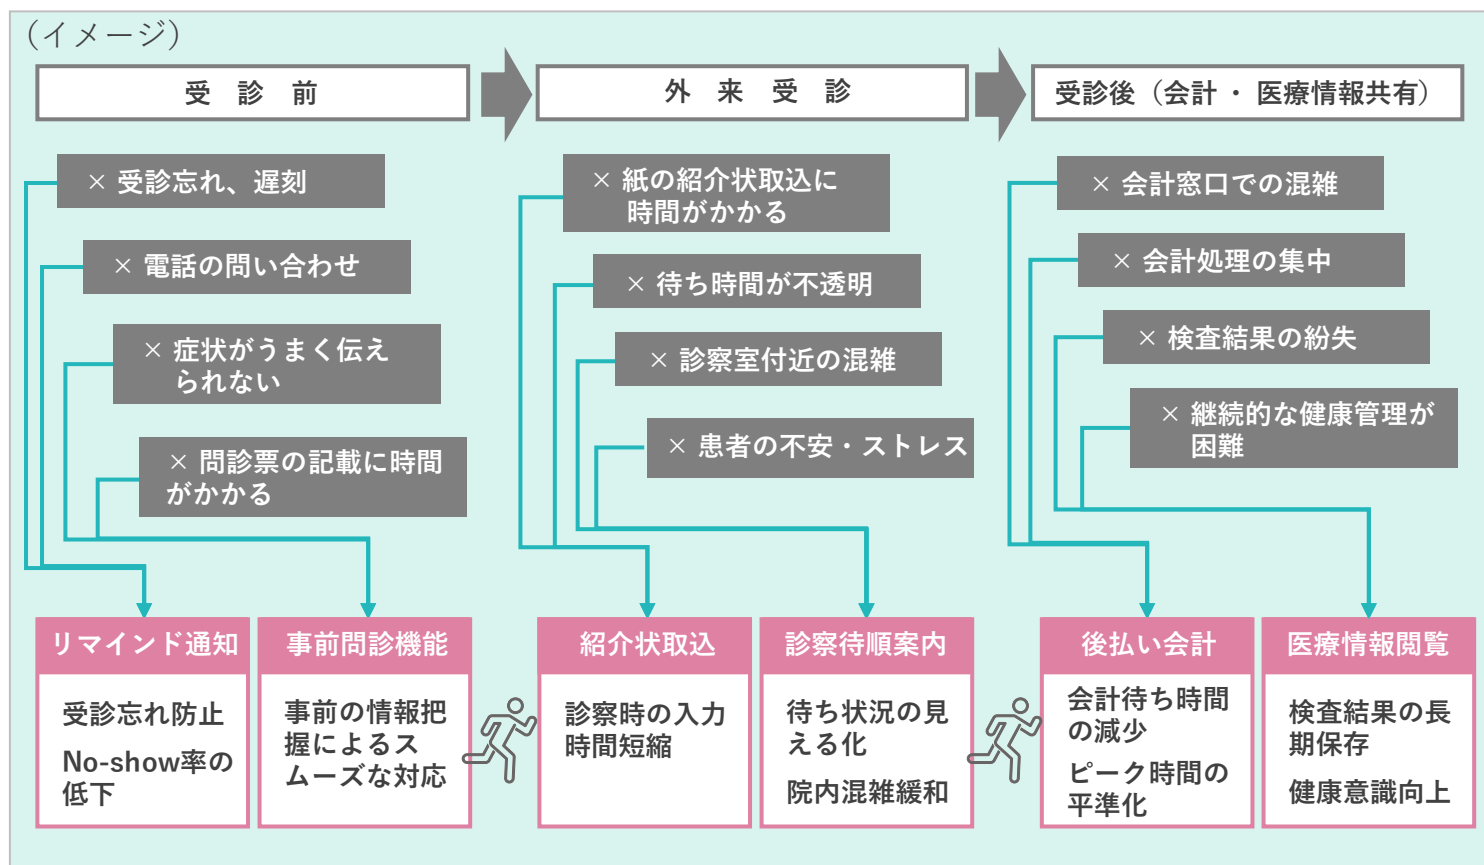 （イメージ）
受 診 前
外 来 受 診
受診後（会計 ・ 医療情報共有）
× 受診忘れ、遅刻
× 電話の問い合わせ
× 症状がうまく伝え
られない
× 問診票の記載に時間
がかかる
× 紙の紹介状取込に
時間がかかる
× 待ち時間が不透明
× 診察室付近の混雑
× 患者の不安・ストレス
× 会計窓口での混雑
× 会計処理の集中
× 検査結果の紛失
× 継続的な健康管理が
困難
リマインド通知
受診忘れ防止
No-show率の
低下
事前問診機能
事前の情報把
握によるス
ムーズな対応
紹介状取込
診察時の入力
時間短縮
診察待順案内
待ち状況の見
える化
院内混雑緩和
後払い会計
会計待ち時間
の減少
ピーク時間の
平準化
医療情報閲覧
検査結果の長
期保存
健康意識向上